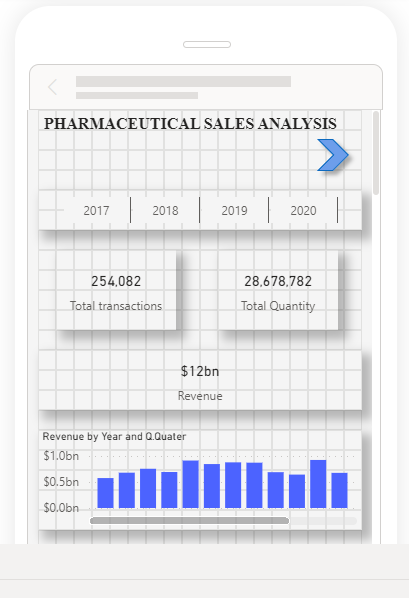 PHARMACEUTICAL SALES ANALYSIS
2017 2018 2019 2020
254,082 28,678,782
Total transactions Total Quantity
$12bn
Revenue
Revenue by Year and Q.Quater
$1.0bn
$0.5bn
$0.0bn